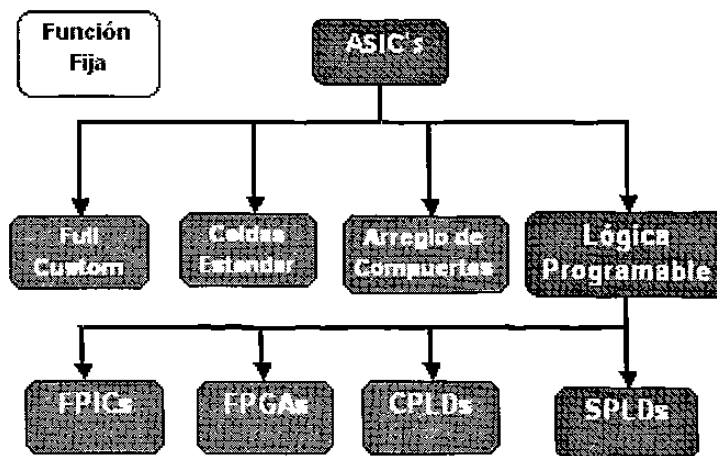 Función
Fija
ASIC's
Full
Custom
Celdas
Estandar
Arreglo de
Compuertas
Lógica
Programable
FPICs
FPGAs
CPLDs
SPLDs